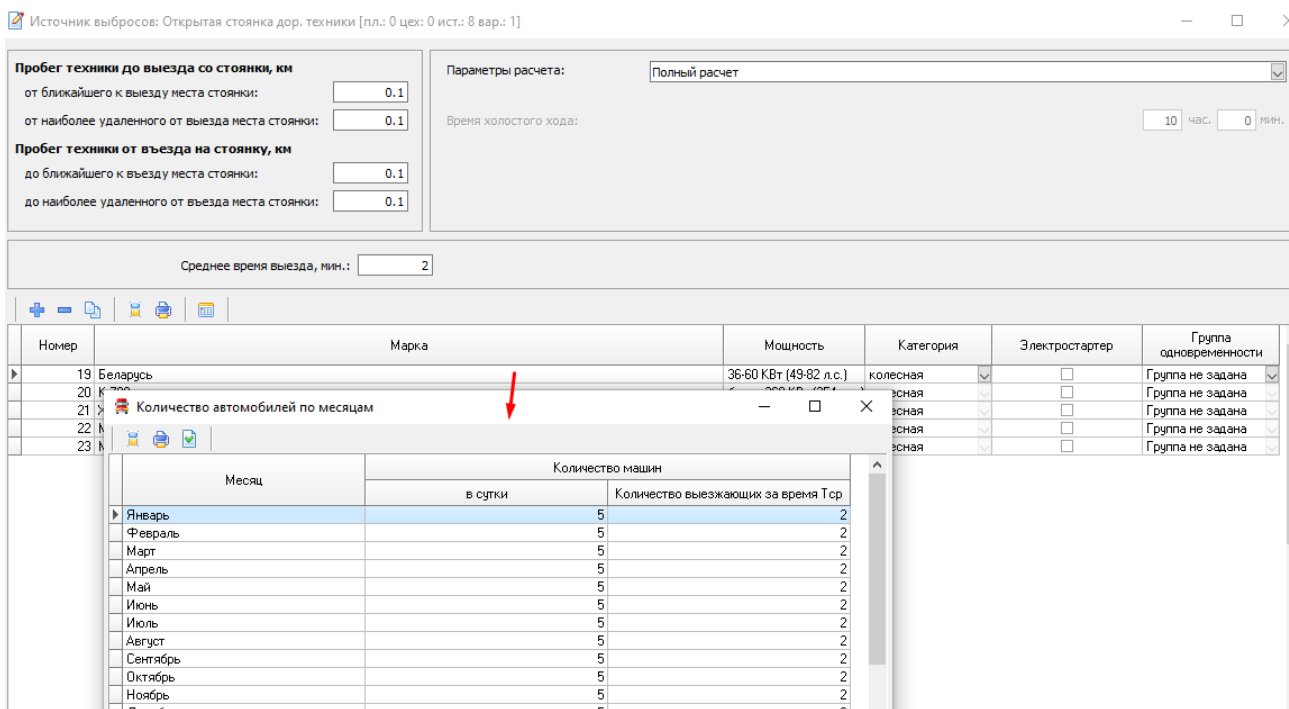 Источник выбросов: Открытая стоянка дор. техники [пл.: 0 цех: 0 ист.: 8 вар.: 1]
Пробег техники до выезда со стоянки, км
от ближайшего к выезду места стоянки: 0.1
от наиболее удаленного от выезда места стоянки: 0.1
Пробег техники от въезда на стоянку, км
до ближайшего к въезду места стоянки: 0.1
до наиболее удаленного от въезда места стоянки: 0.1
Параметры расчета: Полный расчет
Время холостого хода: 10 час. 0 мин.
Среднее время выезда, мин.: 2
Номер Марка Мощность Категория Электростартер Группа одновременности
19 Беларусь 36-60 КВт (49-82 л.с.) колесная Группа не задана
20 Группа не задана
21 Группа не задана
22 Группа не задана
23 Группа не задана
Количество автомобилей по месяцам
Месяц Количество машин
в сутки Количество выезжающих за время Тср
Январь 5 2
Февраль 5 2
Март 5 2
Апрель 5 2
Май 5 2
Июнь 5 2
Июль 5 2
Август 5 2
Сентябрь 5 2
Октябрь 5 2
Ноябрь 5 2